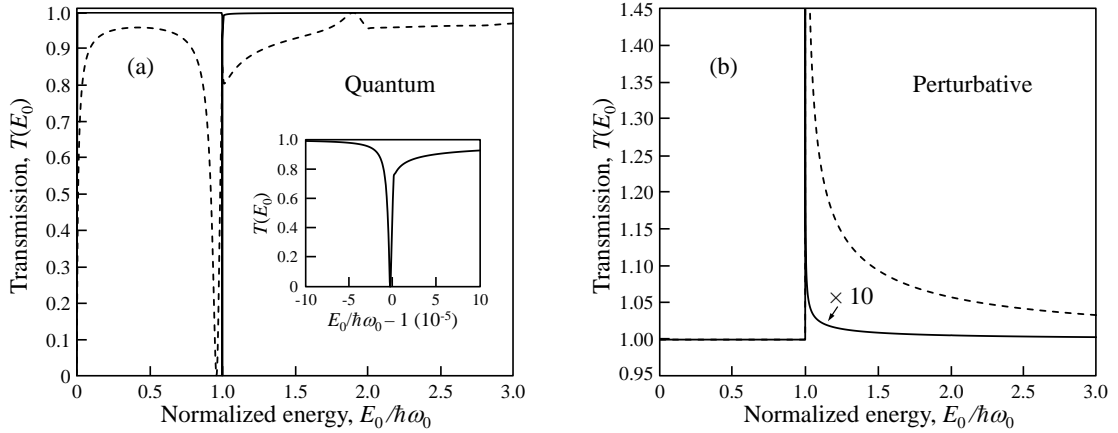 1.0
0.9
0.8
0.7
0.6
0.5
0.4
0.3
0.2
0.1
0
Transmission, T(E₀)
(a)
Quantum
1.0
0.8
0.6
0.4
0.2
0
T(E₀)
-10 -5 0 5 10
E₀/ħω₀ – 1 (10⁻⁵)
0 0.5 1.0 1.5 2.0 2.5 3.0
Normalized energy, E₀/ħω₀
1.45
1.40
1.35
1.30
1.25
1.20
1.15
1.10
1.05
1.00
0.95
Transmission, T(E₀)
(b)
Perturbative
× 10
0 0.5 1.0 1.5 2.0 2.5 3.0
Normalized energy, E₀/ħω₀